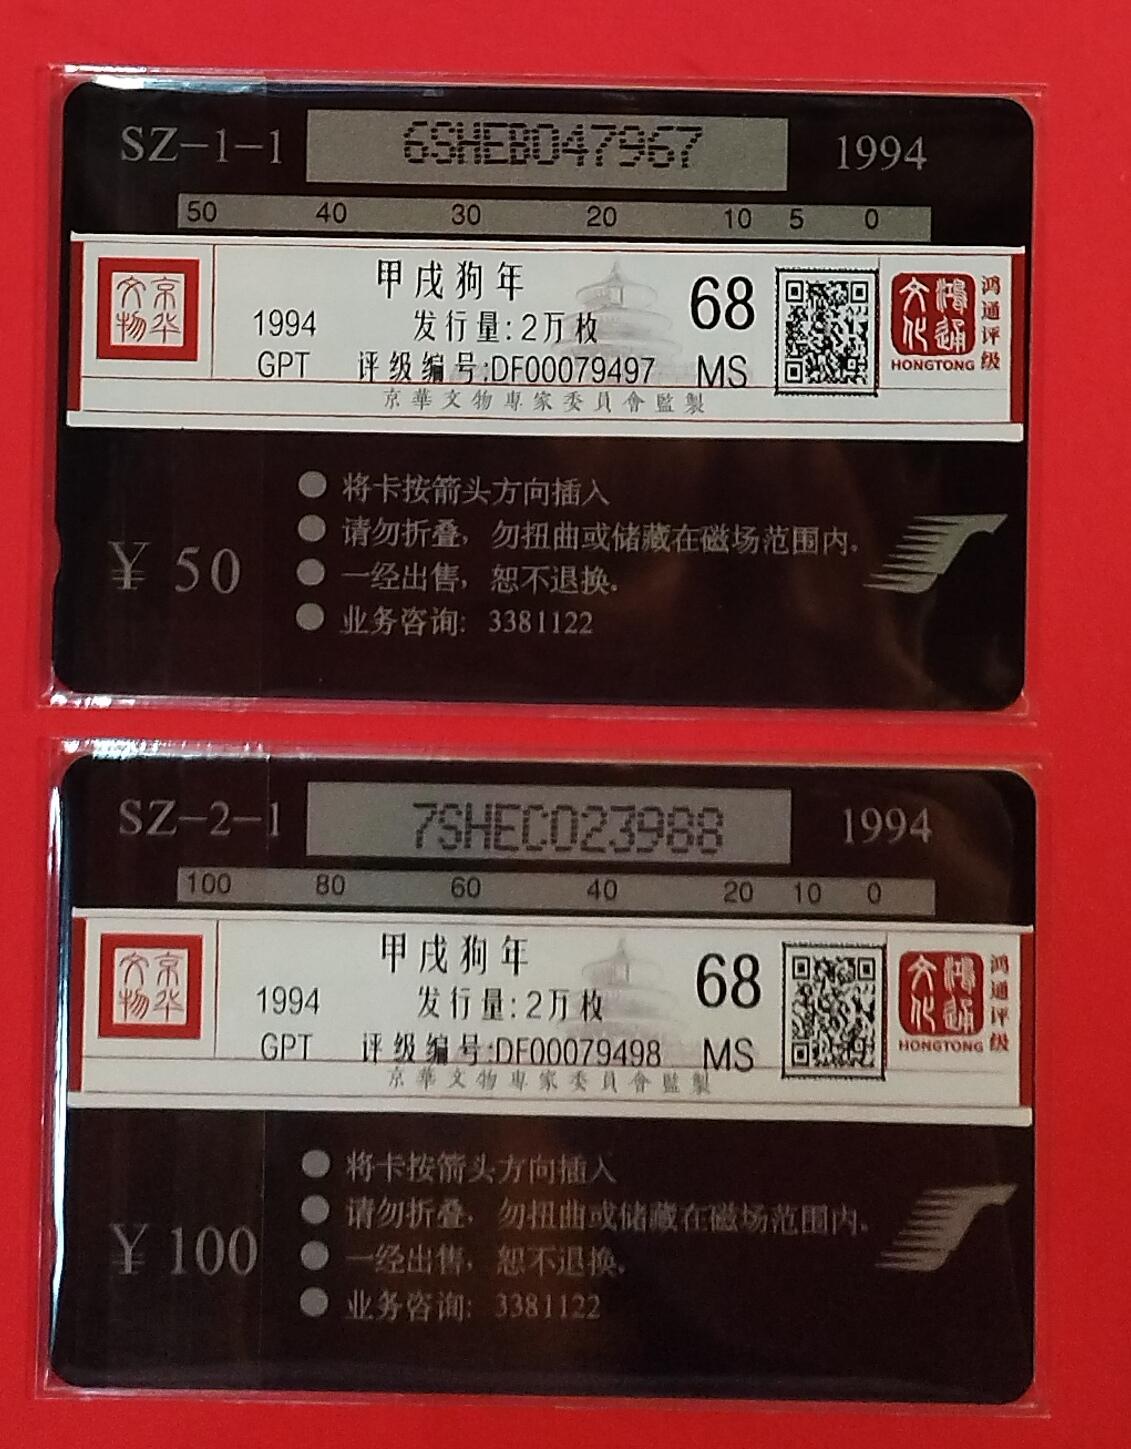 SZ-1-1
6SHEB047967
1994
50 40 30 20 10 5 0
京华文物
甲戌狗年
1994
发行量:2万枚
GPT
评级编号:DF00079497
68
MS
京華文物專家委員會監製
鸿通文化
HONGTONG
鸿通评级
¥ 50
将卡按箭头方向插入
请勿折叠，勿扭曲或储藏在磁场范围内.
一经出售，恕不退换.
业务咨询: 3381122
SZ-2-1
7SHEC023988
1994
100 80 60 40 20 10 0
京华文物
甲戌狗年
1994
发行量:2万枚
GPT
评级编号:DF00079498
68
MS
京華文物專家委員會監製
鸿通文化
HONGTONG
鸿通评级
¥ 100
将卡按箭头方向插入
请勿折叠，勿扭曲或储藏在磁场范围内.
一经出售，恕不退换.
业务咨询: 3381122